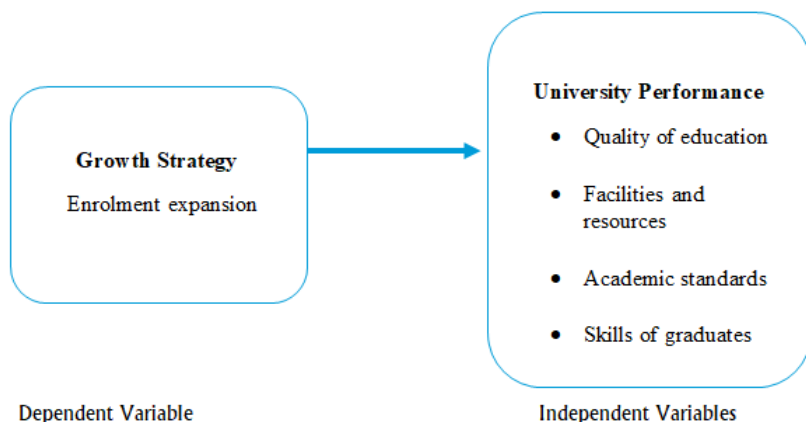 Growth Strategy
Enrolment expansion
University Performance
• Quality of education
• Facilities and
resources
• Academic standards
• Skills of graduates
Dependent Variable
Independent Variables